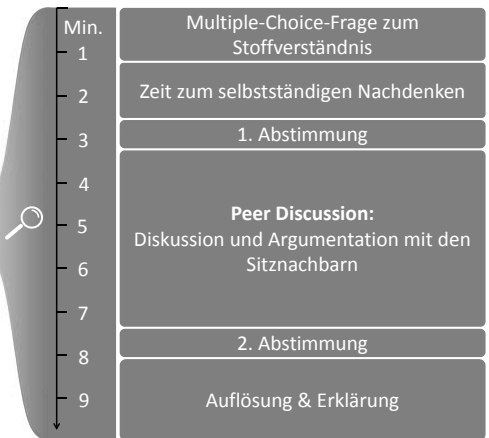 Min.
1
2
3
4
5
6
7
8
9
Multiple-Choice-Frage zum
Stoffverständnis
Zeit zum selbstständigen Nachdenken
1. Abstimmung
Peer Discussion:
Diskussion und Argumentation mit den
Sitznachbarn
2. Abstimmung
Auflösung & Erklärung